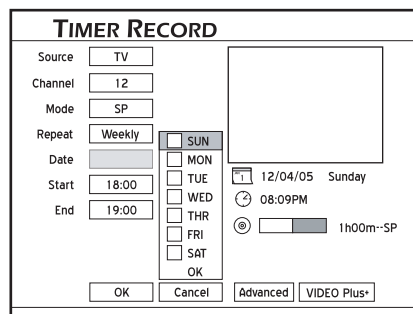 TIMER RECORD
Source TV
Channel 12
Mode SP
Repeat Weekly
Date
Start 18:00
End 19:00
SUN
MON
TUE
WED
THR
FRI
SAT
OK
1 12/04/05 Sunday
08:09PM
1h00m--SP
OK Cancel Advanced VIDEO Plus+